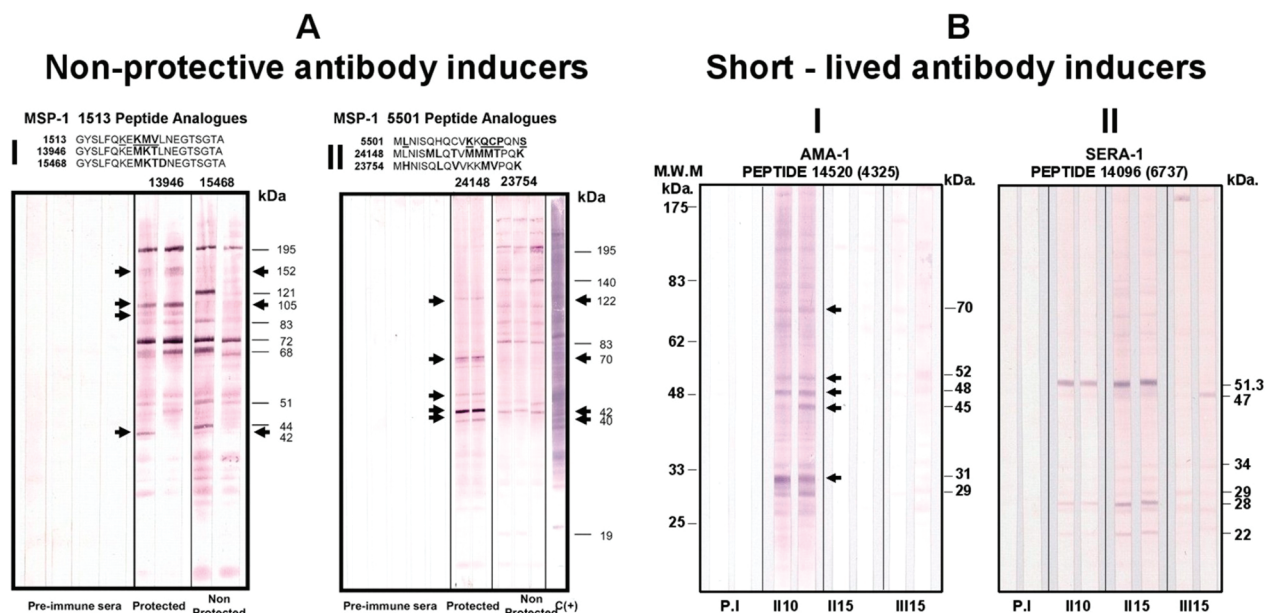 A
Non-protective antibody inducers
MSP-1 1513 Peptide Analogues
I
1513 GYSLFQKEKMVLNEGTSGTA
13946 GYSLFQKEMKTLNEGTSGTA
15468 GYSLFQKEMKTDNEGTSGTA
13946 15468
kDa
195
152
121
105
83
72
68
51
44
42
Pre-immune sera Protected Non Protected
MSP-1 5501 Peptide Analogues
II
5501 MLNISQHQCVKKQCPQNS
24148 MLNISMLQTVMMMTPQK
23754 MHNISQLQVVKKMVPQK
24148 23754
kDa
195
140
122
83
70
42
40
19
Pre-immune sera Protected Non Protected C(+)
B
Short - lived antibody inducers
I
AMA-1
M.W.M PEPTIDE 14520 (4325)
kDa. kDa.
175
83
62
48
33
25
70
52
48
45
31
29
P.I II10 II15 III15
II
SERA-1
PEPTIDE 14096 (6737)
kDa.
51.3
47
34
29
28
22
P.I II10 II15 III15